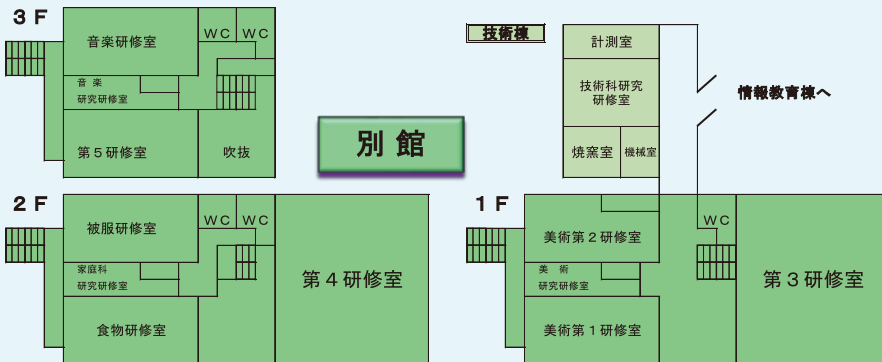 ３Ｆ
音楽研修室
ＷＣ
ＷＣ
音 楽
研究研修室
第５研修室
吹抜
別 館
技術棟
計測室
技術科研究
研修室
焼窯室
機械室
情報教育棟へ
２Ｆ
被服研修室
ＷＣ
ＷＣ
家庭科
研究研修室
食物研修室
第４研修室
１Ｆ
美術第２研修室
ＷＣ
美 術
研究研修室
美術第１研修室
第３研修室